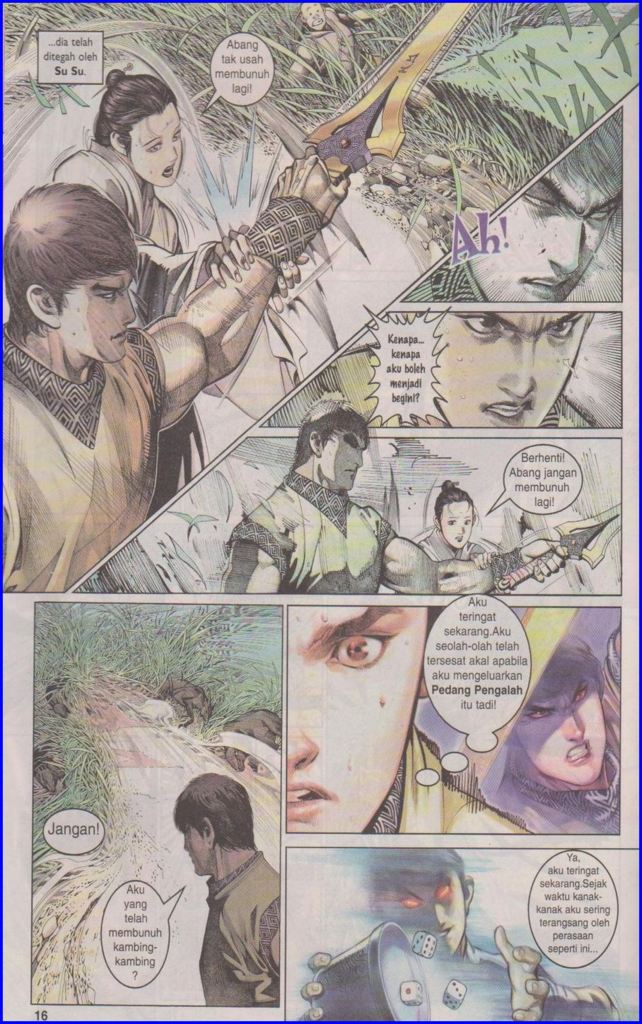 ...dia telah
ditegah oleh
Su Su.
Abang
tak usah
membunuh
lagi!
Ah!
Kenapa...
kenapa
aku boleh
menjadi
begini?
Berhenti!
Abang jangan
membunuh
lagi!
Aku
teringat
sekarang.Aku
seolah-olah telah
tersesat akal apabila
aku mengeluarkan
Pedang Pengalah
itu tadi!
Jangan!
Aku
yang
telah
membunuh
kambing-
kambing
?
Ya,
aku teringat
sekarang.Sejak
waktu kanak-
kanak aku sering
terangsang oleh
perasaan
seperti ini...
16